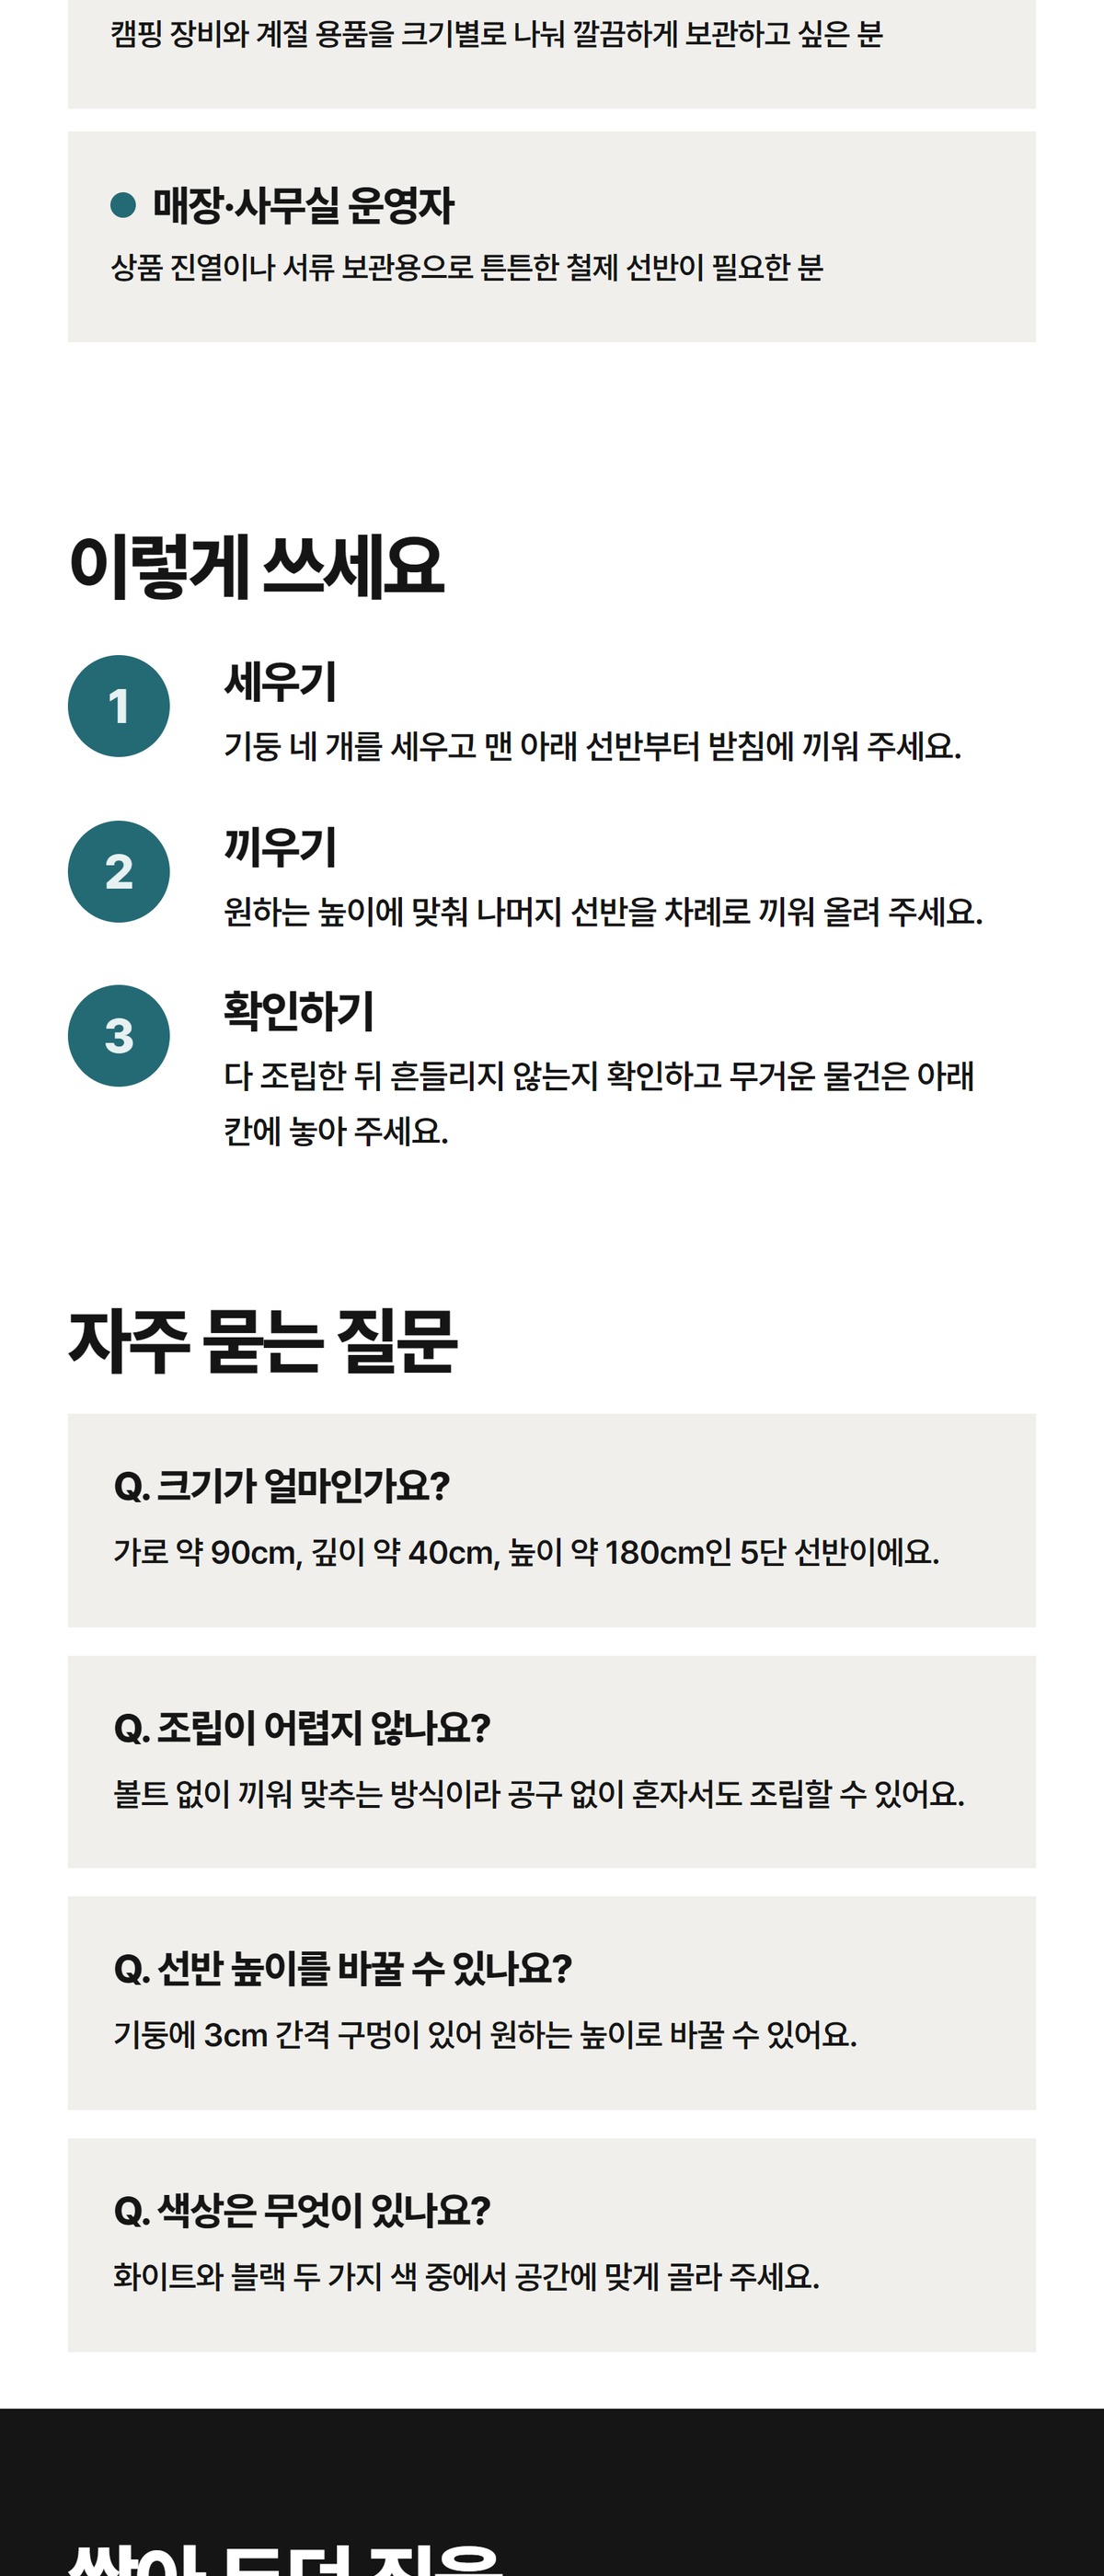 캠핑 장비와 계절 용품을 크기별로 나눠 깔끔하게 보관하고 싶은 분
매장·사무실 운영자
상품 진열이나 서류 보관용으로 튼튼한 철제 선반이 필요한 분
이렇게 쓰세요
1
세우기
기둥 네 개를 세우고 맨 아래 선반부터 받침에 끼워 주세요.
2
끼우기
원하는 높이에 맞춰 나머지 선반을 차례로 끼워 올려 주세요.
3
확인하기
다 조립한 뒤 흔들리지 않는지 확인하고 무거운 물건은 아래
칸에 놓아 주세요.
자주 묻는 질문
Q. 크기가 얼마인가요?
가로 약 90cm, 깊이 약 40cm, 높이 약 180cm인 5단 선반이에요.
Q. 조립이 어렵지 않나요?
볼트 없이 끼워 맞추는 방식이라 공구 없이 혼자서도 조립할 수 있어요.
Q. 선반 높이를 바꿀 수 있나요?
기둥에 3cm 간격 구멍이 있어 원하는 높이로 바꿀 수 있어요.
Q. 색상은 무엇이 있나요?
화이트와 블랙 두 가지 색 중에서 공간에 맞게 골라 주세요.